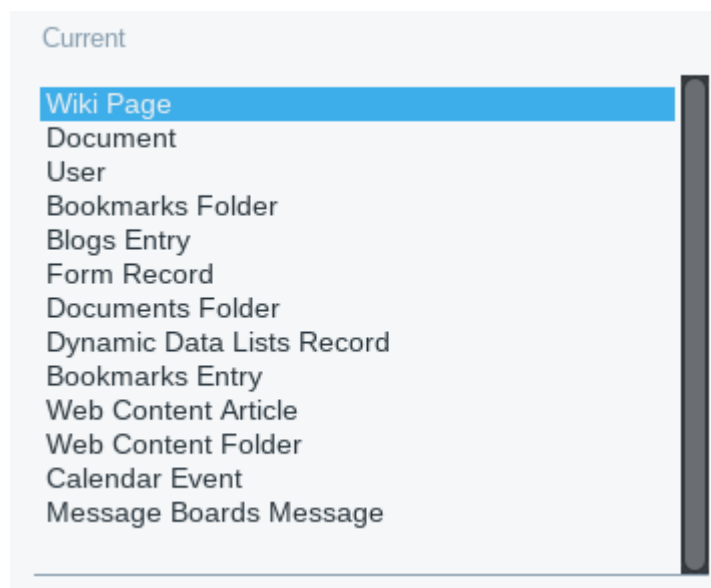 Current
Wiki Page
Document
User
Bookmarks Folder
Blogs Entry
Form Record
Documents Folder
Dynamic Data Lists Record
Bookmarks Entry
Web Content Article
Web Content Folder
Calendar Event
Message Boards Message